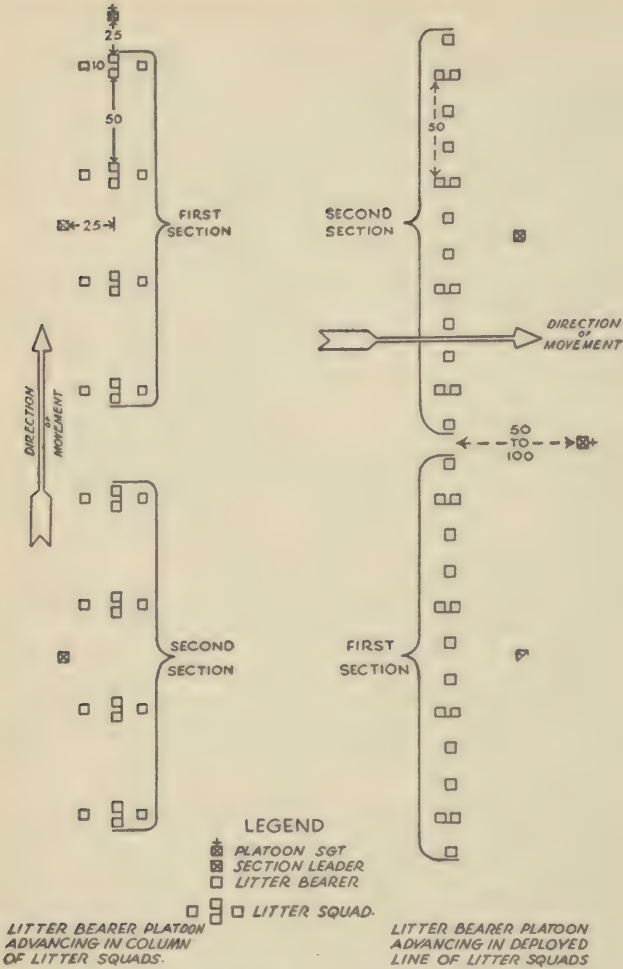 25
10
50
25
FIRST
SECTION
DIRECTION
OF
MOVEMENT
SECOND
SECTION
50
SECOND
SECTION
DIRECTION
OF
MOVEMENT
50
TO
100
FIRST
SECTION
LEGEND
PLATOON SGT
SECTION LEADER
LITTER BEARER
LITTER SQUAD.
LITTER BEARER PLATOON
ADVANCING IN COLUMN
OF LITTER SQUADS.
LITTER BEARER PLATOON
ADVANCING IN DEPLOYED
LINE OF LITTER SQUADS